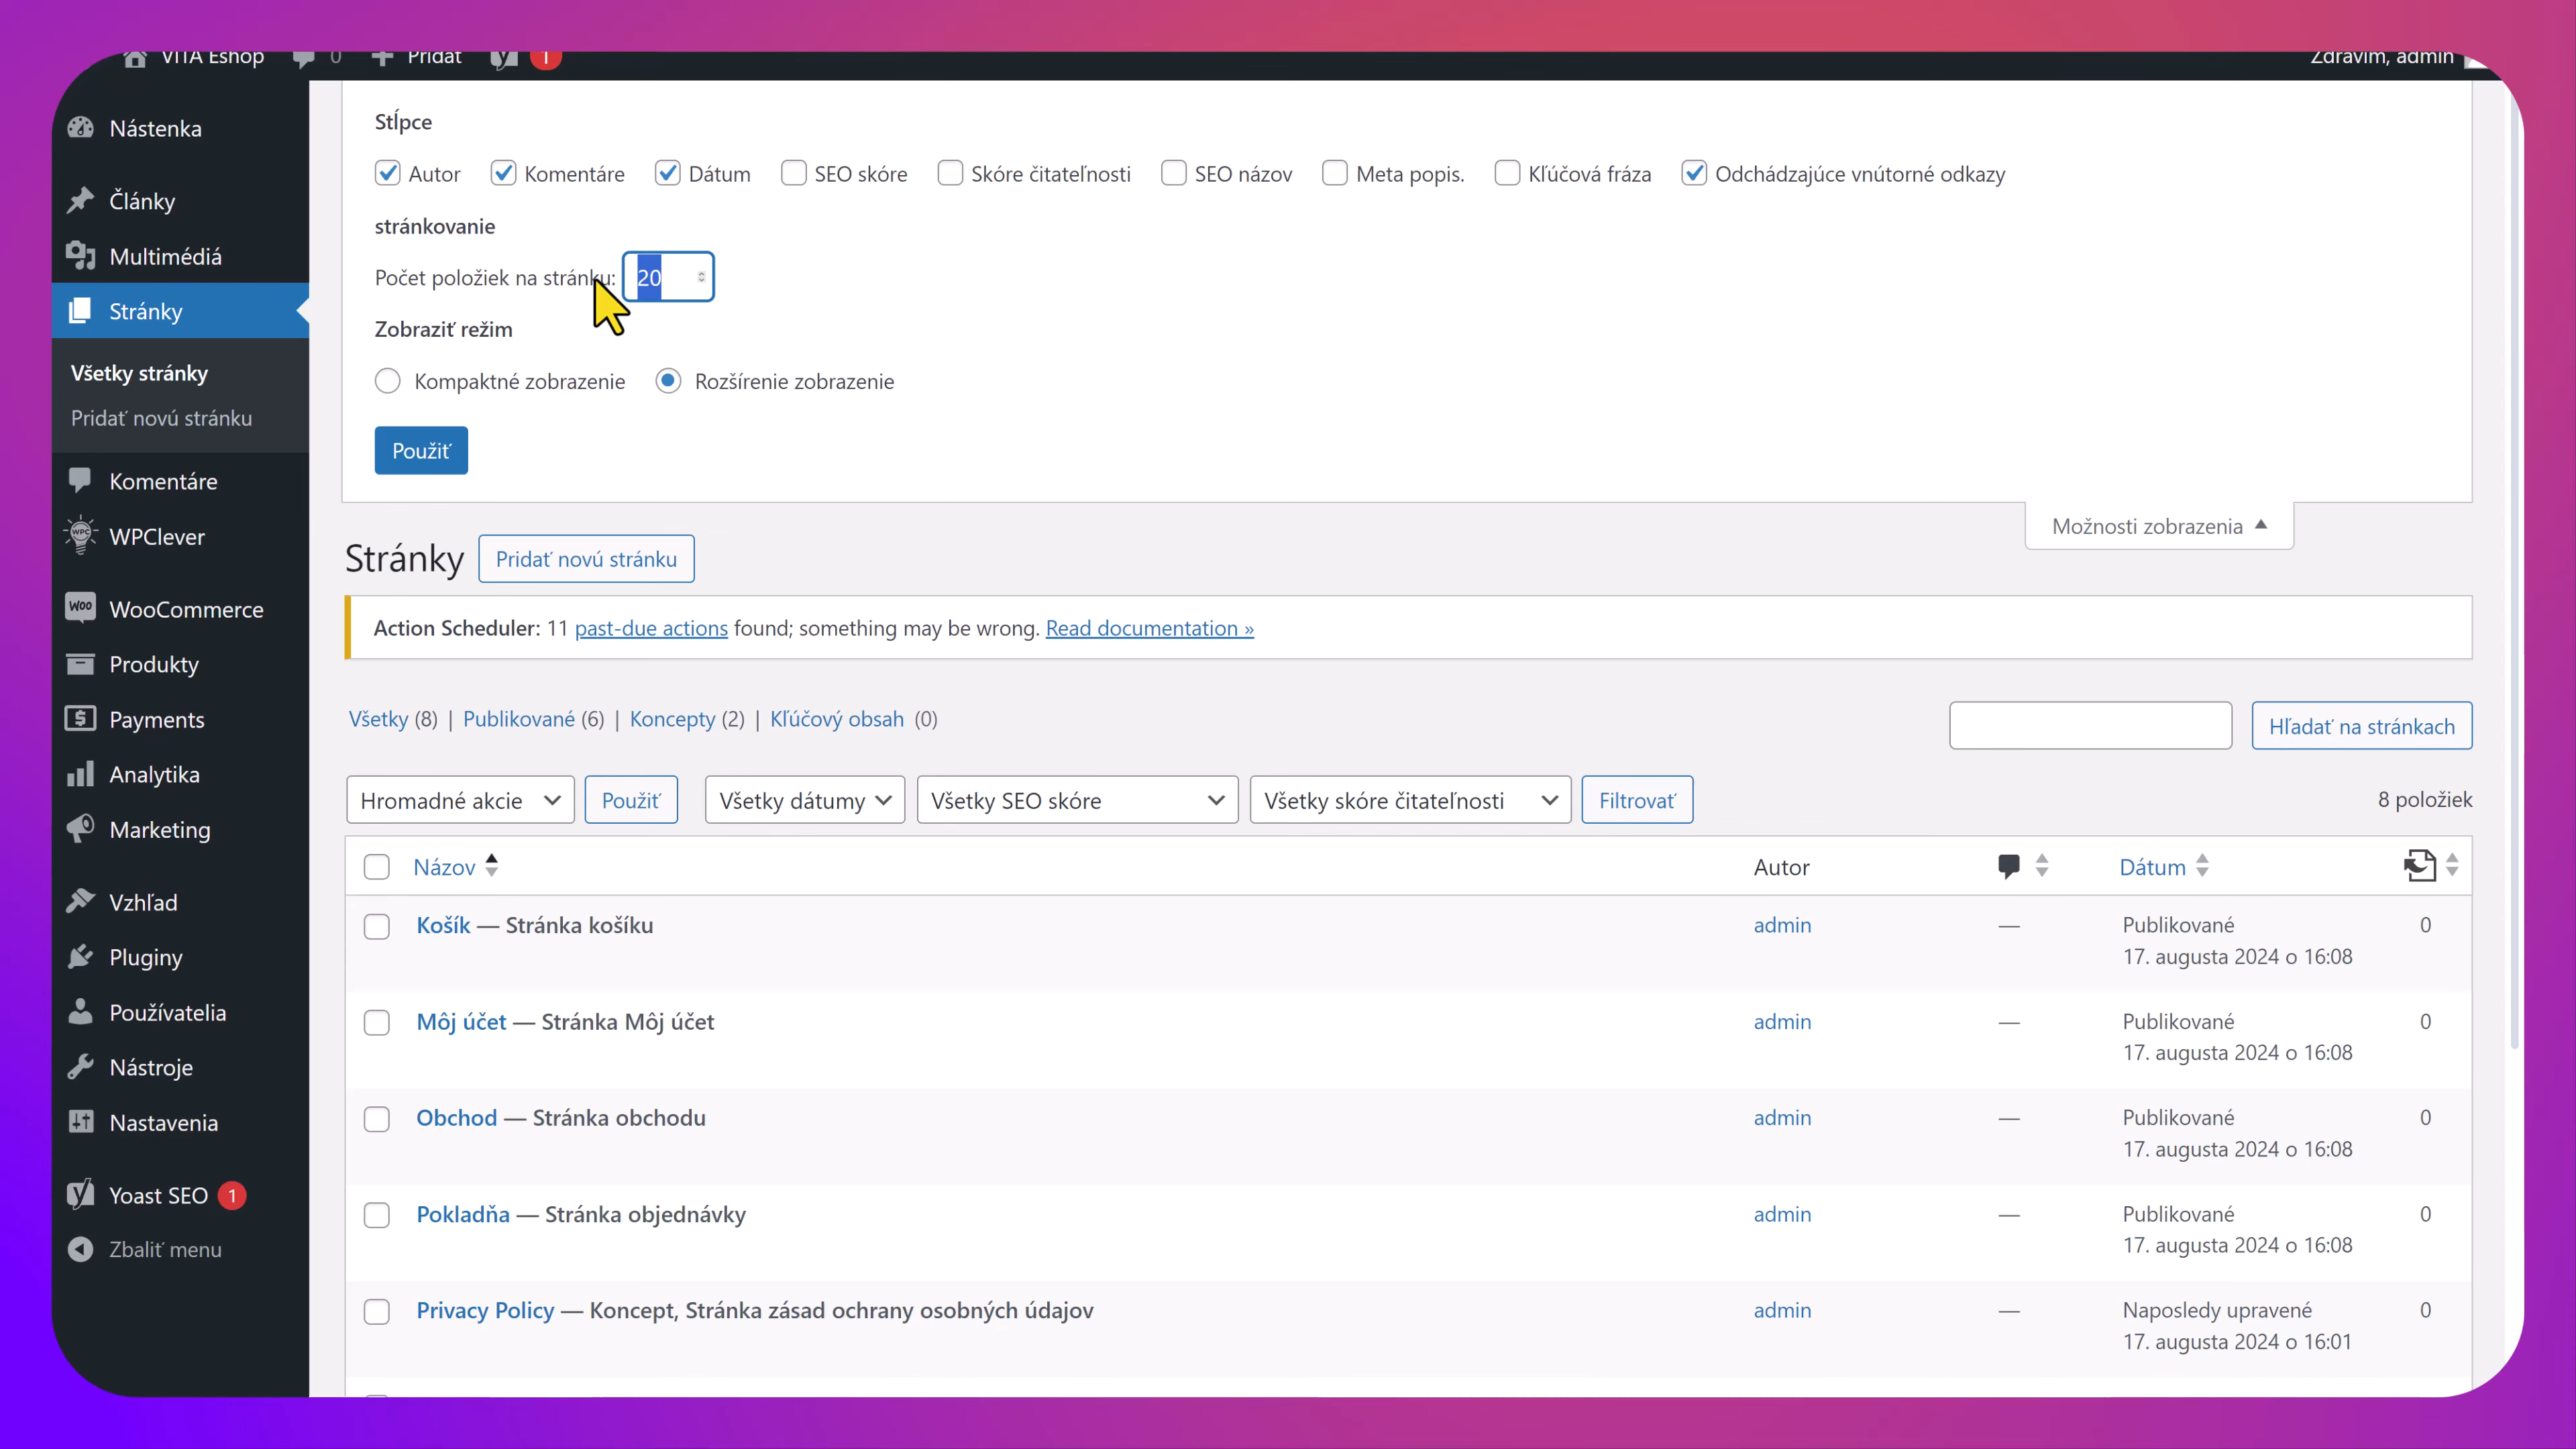 VITA Eshop 0 Pridať 1 Zdravím, admin
Nástenka
Články
Multimédiá
Stránky
Všetky stránky
Pridať novú stránku
Komentáre
WPClever
WooCommerce
Produkty
Payments
Analytika
Marketing
Vzhľad
Pluginy
Používatelia
Nástroje
Nastavenia
Yoast SEO 1
Zbaliť menu
Stĺpce
Autor Komentáre Dátum SEO skóre Skóre čitateľnosti SEO názov Meta popis. Kľúčová fráza Odchádzajúce vnútorné odkazy
stránkovanie
Počet položiek na stránku: 20
Zobraziť režim
Kompaktné zobrazenie Rozšírenie zobrazenie
Použiť
Možnosti zobrazenia
Stránky Pridať novú stránku
Action Scheduler: 11 past-due actions found; something may be wrong. Read documentation »
Všetky (8) | Publikované (6) | Koncepty (2) | Kľúčový obsah (0)
Hľadať na stránkach
Hromadné akcie Použiť Všetky dátumy Všetky SEO skóre Všetky skóre čitateľnosti Filtrovať 8 položiek
Názov Autor Dátum
Košík — Stránka košíku admin — Publikované 0
17. augusta 2024 o 16:08
Môj účet — Stránka Môj účet admin — Publikované 0
17. augusta 2024 o 16:08
Obchod — Stránka obchodu admin — Publikované 0
17. augusta 2024 o 16:08
Pokladňa — Stránka objednávky admin — Publikované 0
17. augusta 2024 o 16:08
Privacy Policy — Koncept, Stránka zásad ochrany osobných údajov admin — Naposledy upravené 0
17. augusta 2024 o 16:01